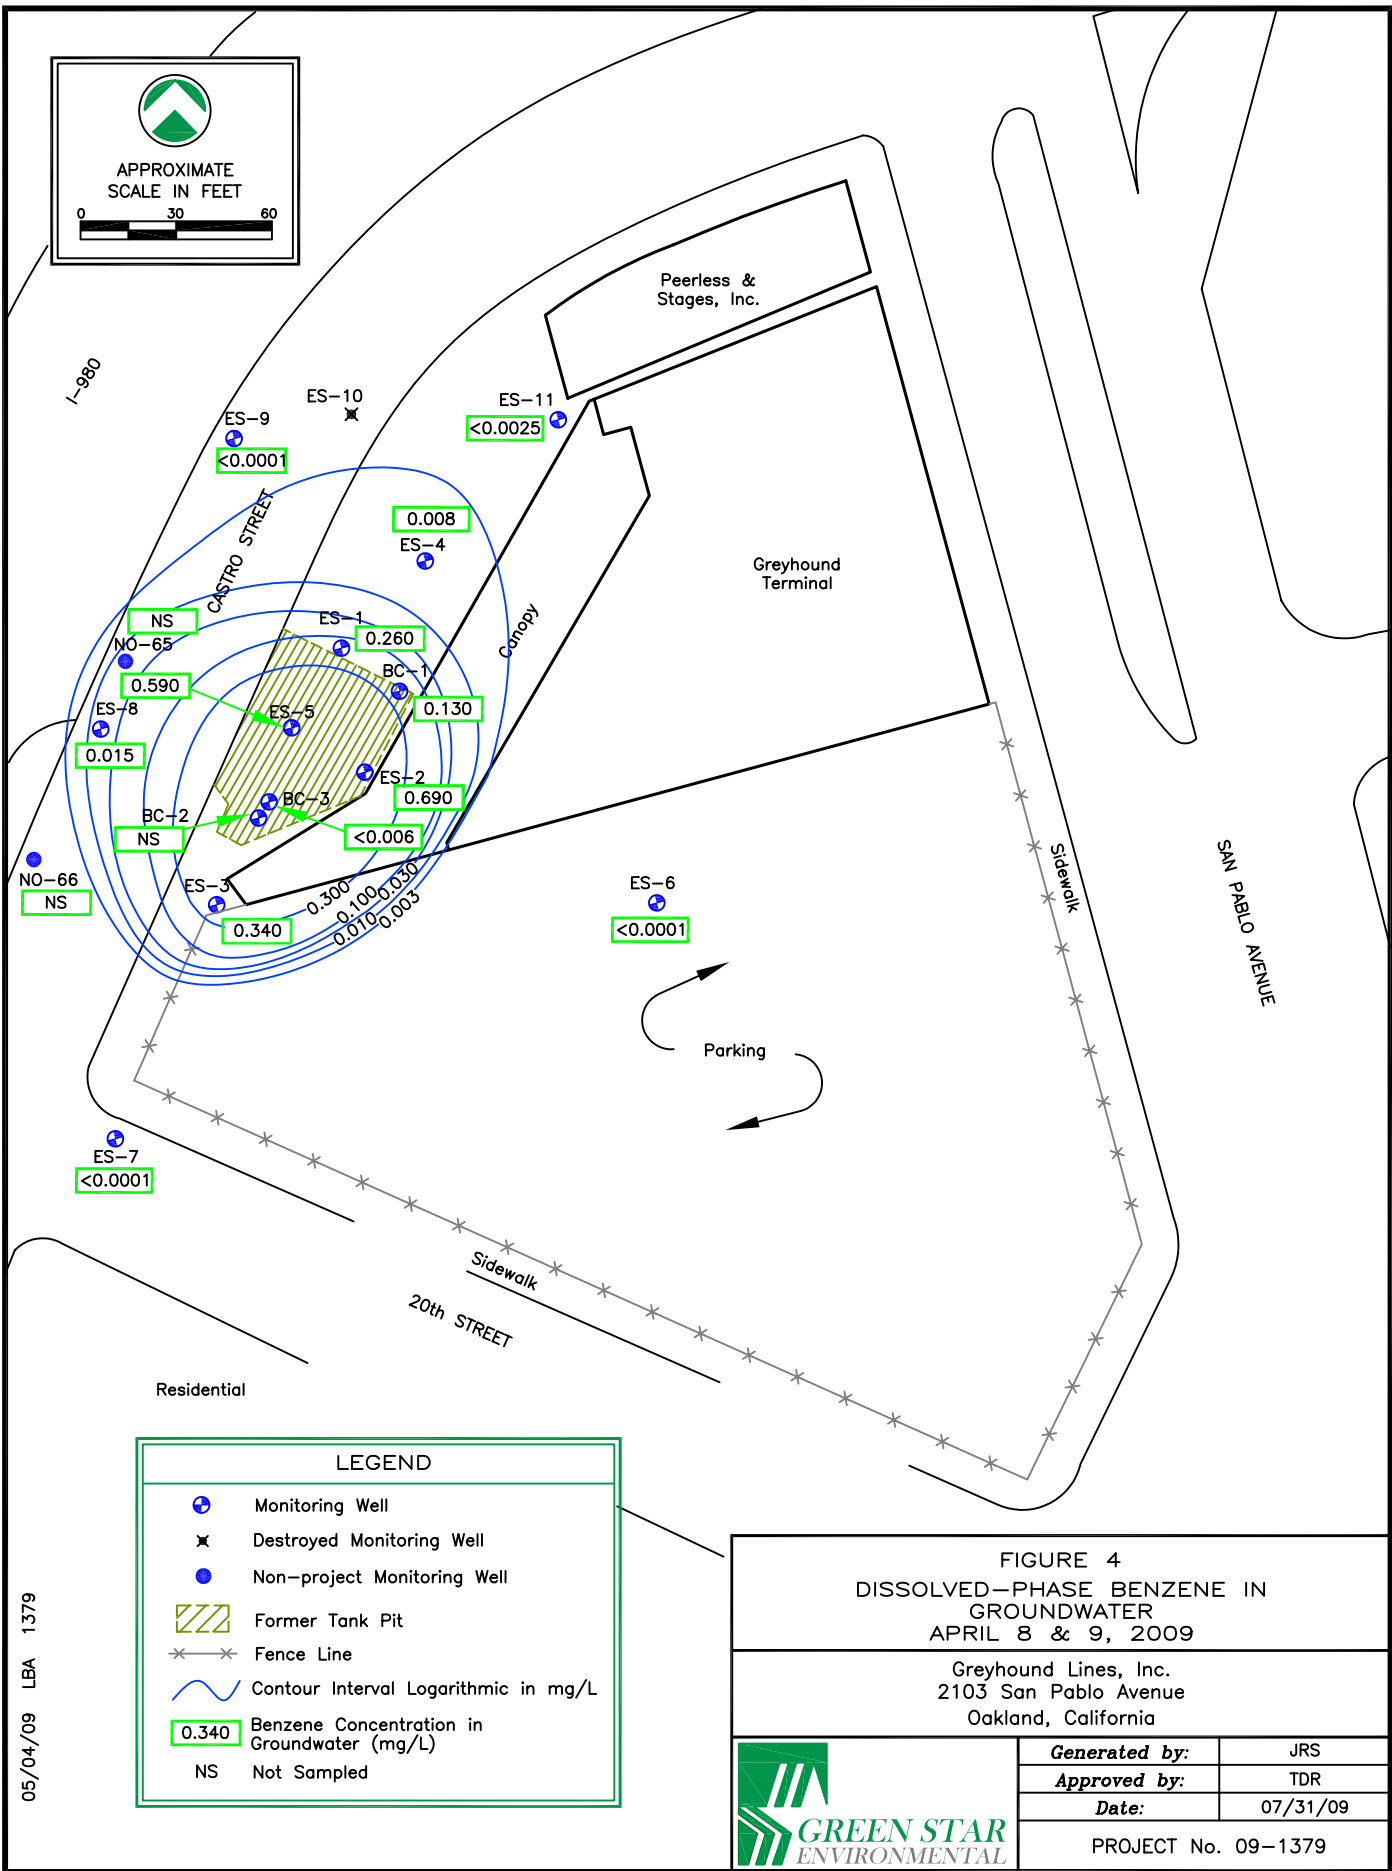 APPROXIMATE
SCALE IN FEET
0 30 60
I-980
Peerless &
Stages, Inc.
ES-10
ES-9
<0.0001
ES-11
<0.0025
CASTRO STREET
0.008
ES-4
Greyhound
Terminal
Canopy
NS
NO-65
ES-1
0.260
0.590
BC-1
0.130
ES-8
0.015
ES-5
ES-2
0.690
BC-3
BC-2
NS
<0.006
NO-66
NS
ES-3
0.340
0.300
0.100
0.030
0.010
0.003
ES-6
<0.0001
Sidewalk
SAN PABLO AVENUE
Parking
ES-7
<0.0001
Sidewalk
20th STREET
Residential
LEGEND
Monitoring Well
Destroyed Monitoring Well
Non-project Monitoring Well
Former Tank Pit
Fence Line
Contour Interval Logarithmic in mg/L
0.340 Benzene Concentration in
Groundwater (mg/L)
NS Not Sampled
05/04/09 LBA 1379
FIGURE 4
DISSOLVED-PHASE BENZENE IN
GROUNDWATER
APRIL 8 & 9, 2009
Greyhound Lines, Inc.
2103 San Pablo Avenue
Oakland, California
GREEN STAR
ENVIRONMENTAL
Generated by: JRS
Approved by: TDR
Date: 07/31/09
PROJECT No. 09-1379